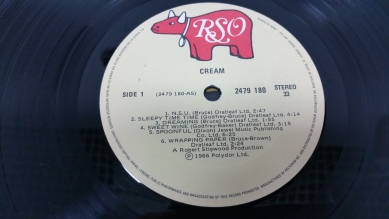 RSO
CREAM
SIDE 1 (2479 180-AS) 2479 180 STEREO
33
1. N.S.U. (Bruce) Dratleaf Ltd. 2:47
2. SLEEPY TIME TIME (Godfrey-Bruce) Dratleaf Ltd. 4:14
3. DREAMING (Bruce) Dratleaf Ltd. 1:55
4. SWEET WINE (Godfrey-Baker) Dratleaf Ltd. 3:15
5. SPOONFUL (Dixon) Jewel Music Publishing
Co. Ltd. 6:25
6. WRAPPING PAPER (Bruce-Brown)
Dratleaf Ltd. 2:24
A Robert Stigwood Production
℗ 1966 Polydor Ltd.